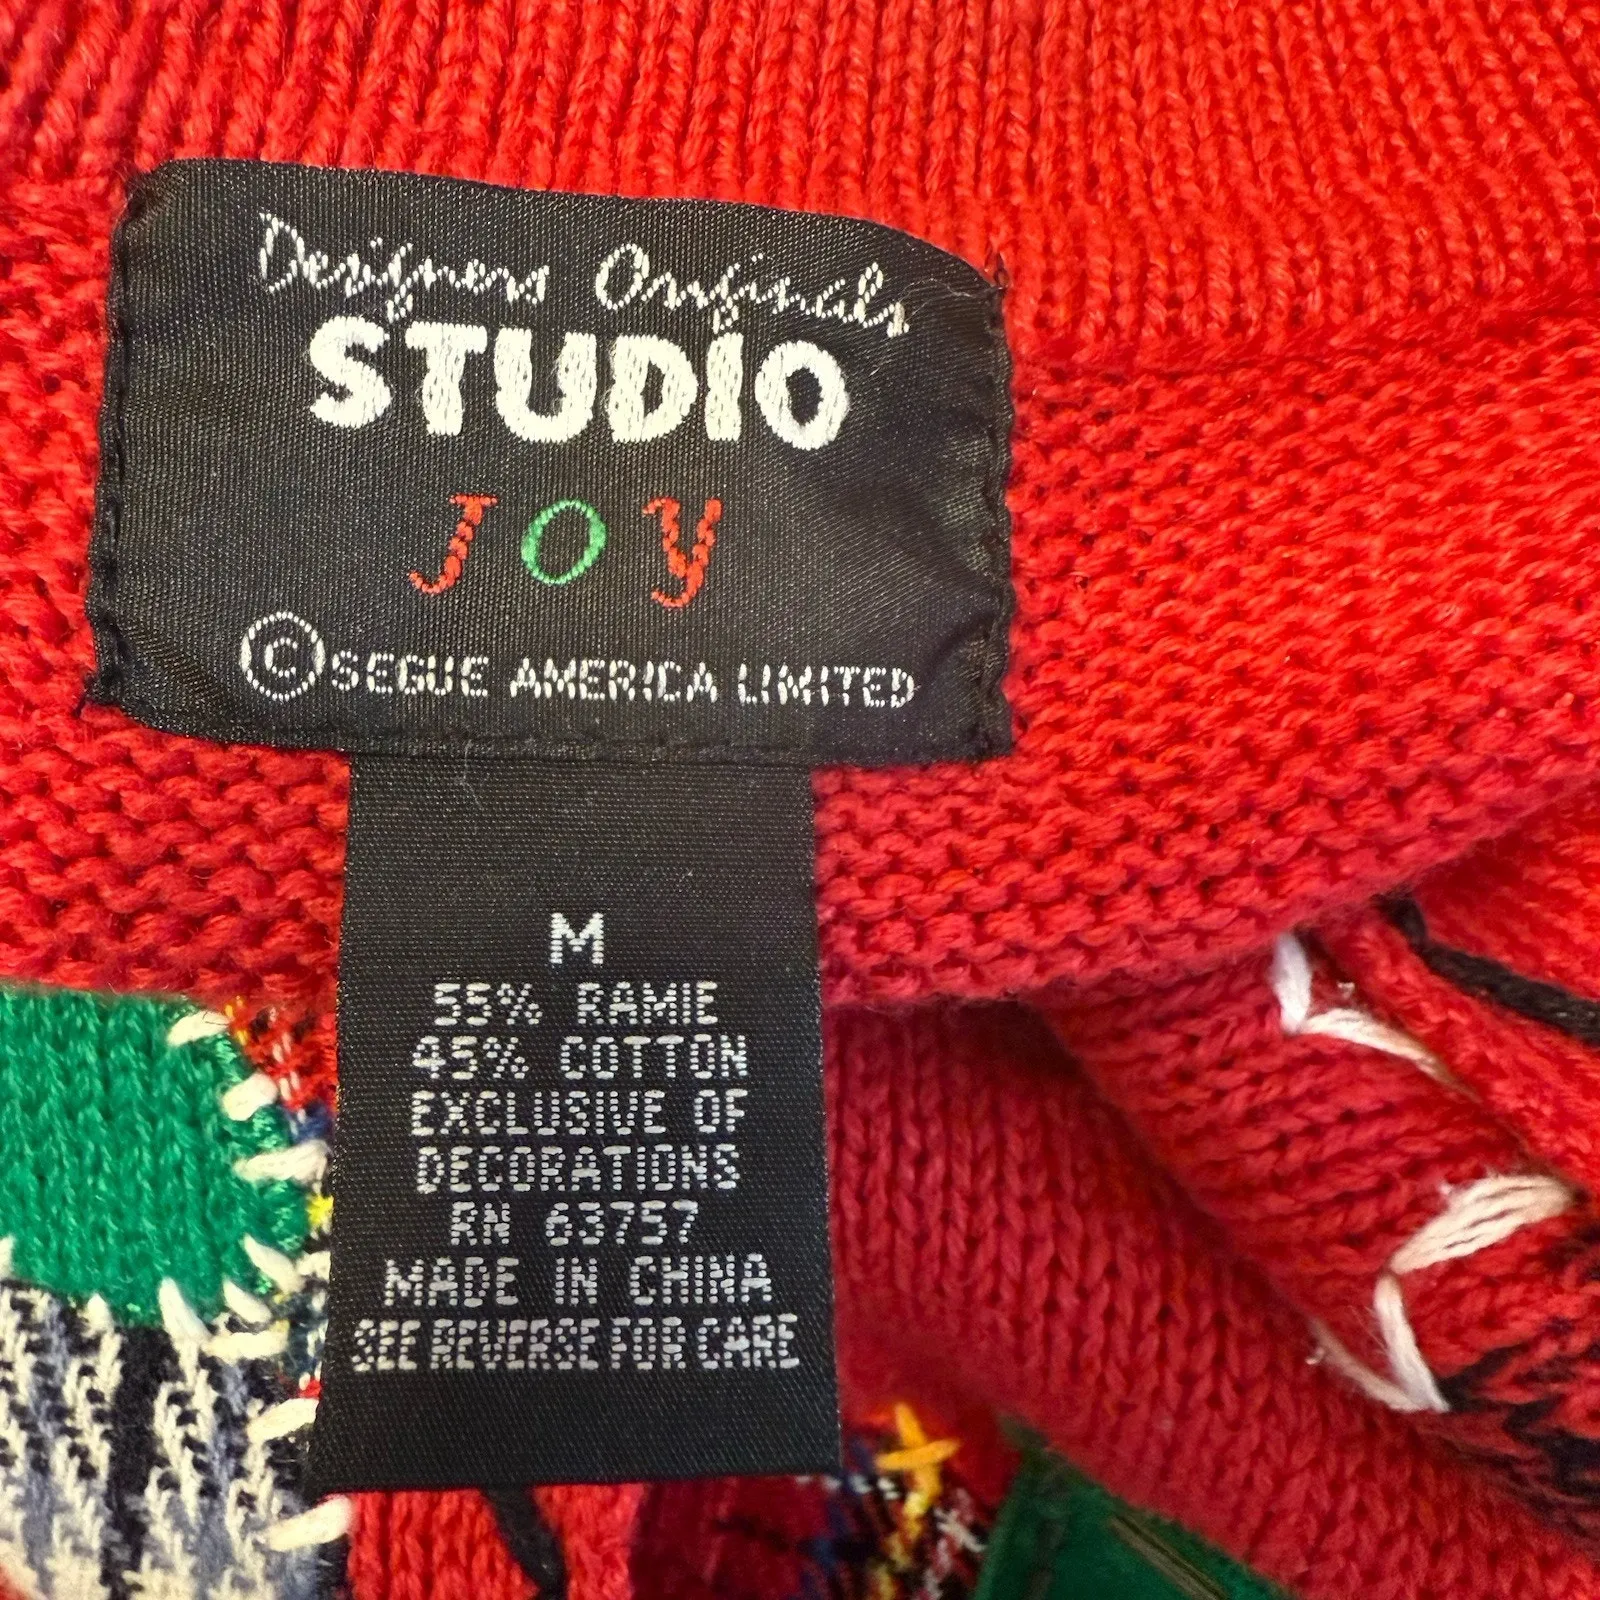 Designers Originals
STUDIO
JOY
©SEGUE AMERICA LIMITED
M
55% RAMIE
45% COTTON
EXCLUSIVE OF
DECORATIONS
RN 63757
MADE IN CHINA
SEE REVERSE FOR CARE